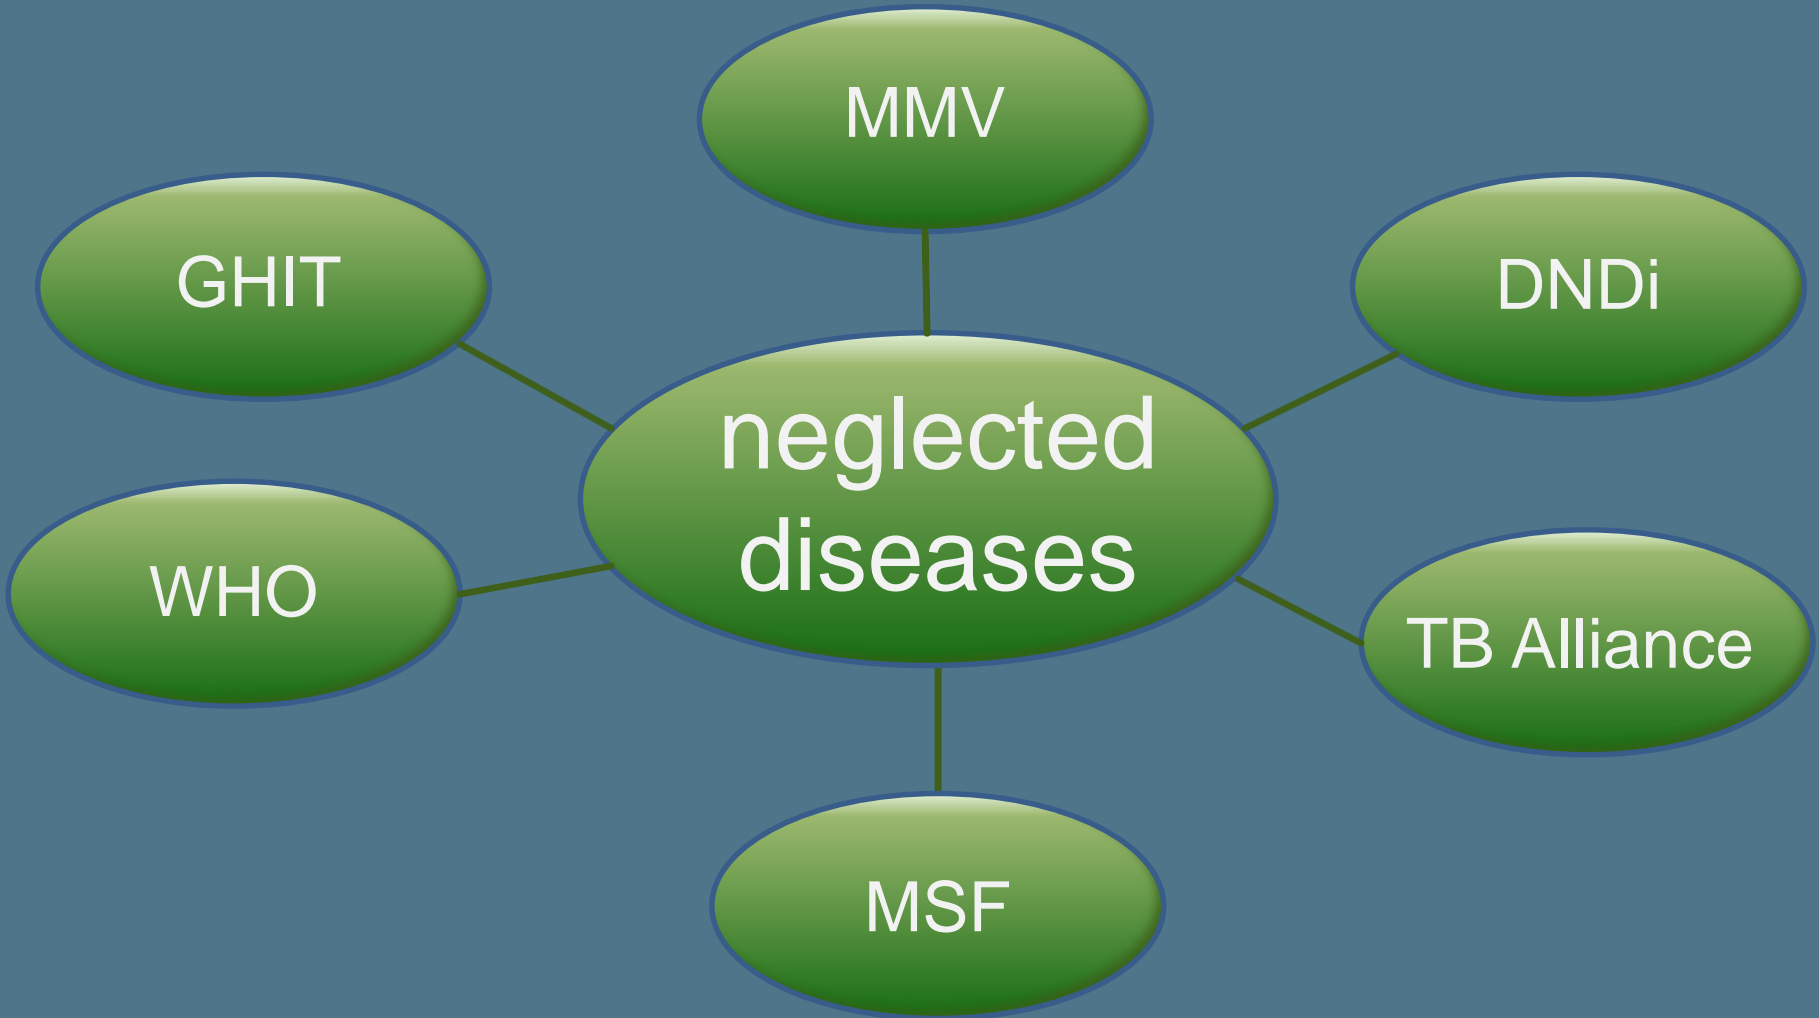 MMV
GHIT
DNDi
neglected
diseases
WHO
TB Alliance
MSF